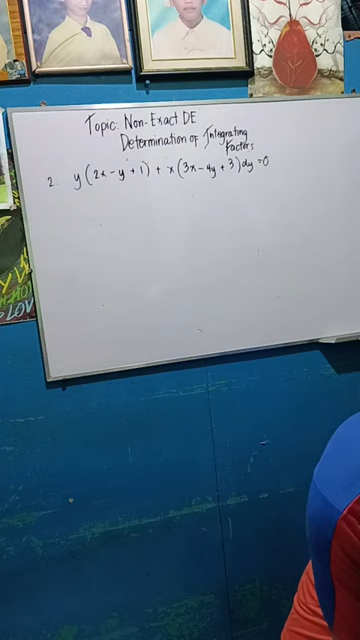 Topic: Non-Exact DE
Determination of Integrating
Factors
2. y(2x-y+1) + x(3x-4y+3)dy=0